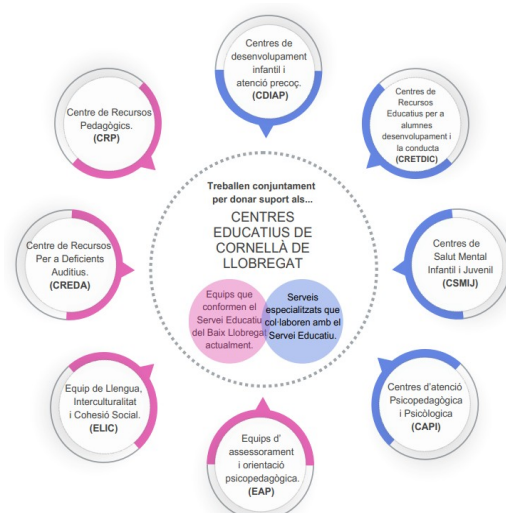 Centres de
desenvolupament
infantil i
atenció precoç.
(CDIAP)
Centre de Recursos
Pedagògics.
(CRP)
Centres de
Recursos
Educatius per a
alumnes
desenvolupament i
la conducta
(CRETDIC)
Treballen conjuntament
per donar suport als...
CENTRES
EDUCATIUS DE
CORNELLÀ DE
LLOBREGAT
Centre de Recursos
Per a Deficients
Auditius.
(CREDA)
Centres de
Salut Mental
Infantil i Juvenil
(CSMIJ)
Equips que
conformen el
Servei Educatiu
del Baix Llobregat
actualment.
Serveis
especialitzats que
col·laboren amb el
Servei Educatiu.
Equip de Llengua,
Interculturalitat
i Cohesió Social.
(ELIC)
Centres d'atenció
Psicopedagògica
i Psicòlogica
(CAPI)
Equips d'
assessorament
i orientació
psicopedagògica.
(EAP)